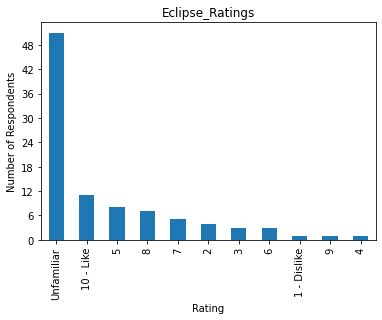 Eclipse_Ratings
Number of Respondents
48
42
36
30
24
18
12
6
0
Unfamiliar
10 - Like
5
8
7
2
3
6
1 - Dislike
9
4
Rating